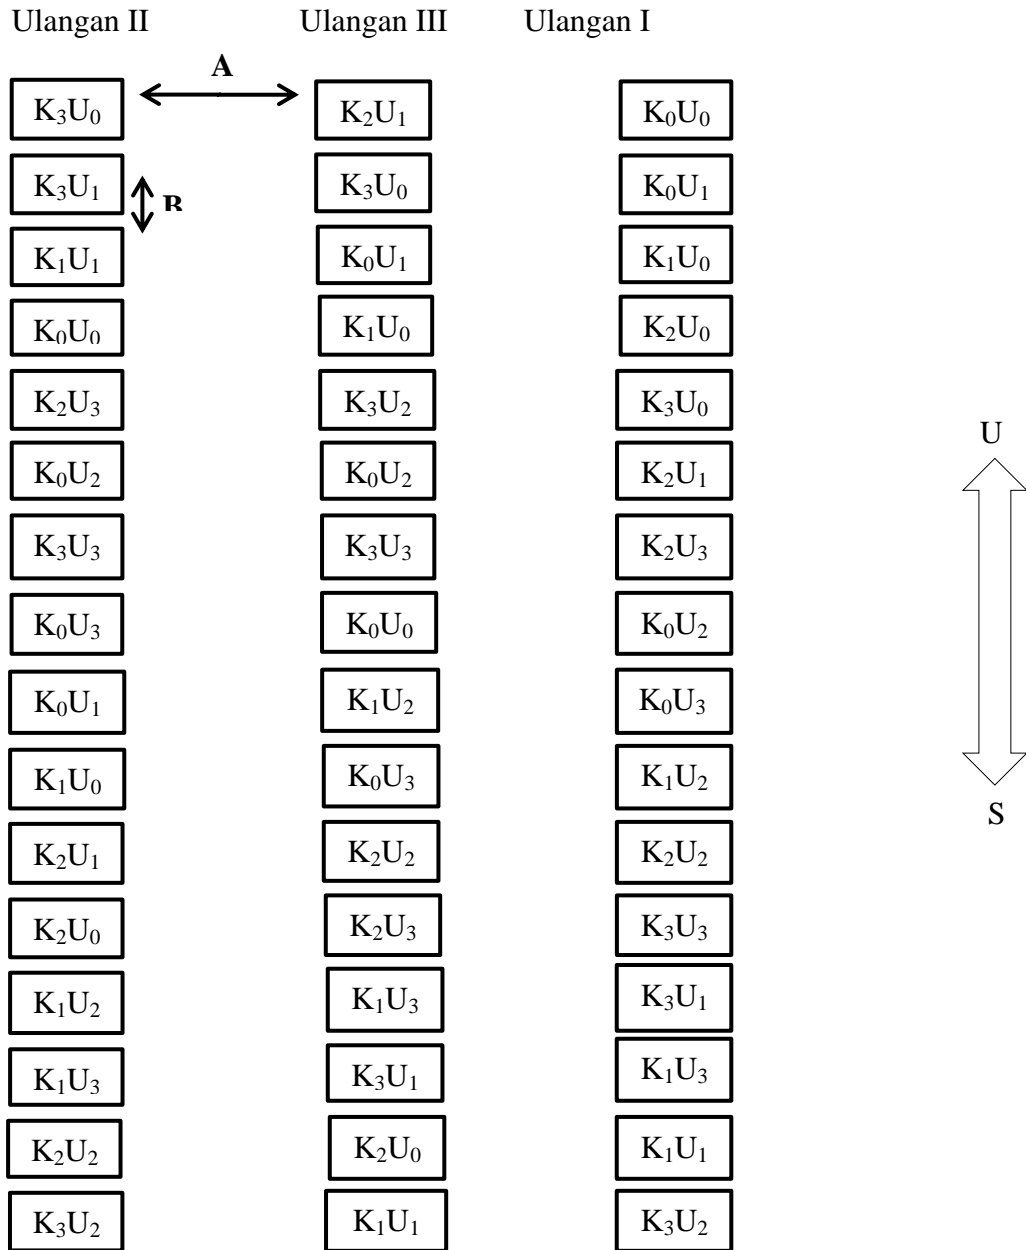 Ulangan II Ulangan III Ulangan I
A
K₃U₀ K₂U₁ K₀U₀
K₃U₁ K₃U₀ K₀U₁
B
K₁U₁ K₀U₁ K₁U₀
K₀U₀ K₁U₀ K₂U₀
K₂U₃ K₃U₂ K₃U₀
U
K₀U₂ K₀U₂ K₂U₁
K₃U₃ K₃U₃ K₂U₃
K₀U₃ K₀U₀ K₀U₂
K₀U₁ K₁U₂ K₀U₃
K₁U₀ K₀U₃ K₁U₂
S
K₂U₁ K₂U₂ K₂U₂
K₂U₀ K₂U₃ K₃U₃
K₁U₂ K₁U₃ K₃U₁
K₁U₃ K₃U₁ K₁U₃
K₂U₂ K₂U₀ K₁U₁
K₃U₂ K₁U₁ K₃U₂